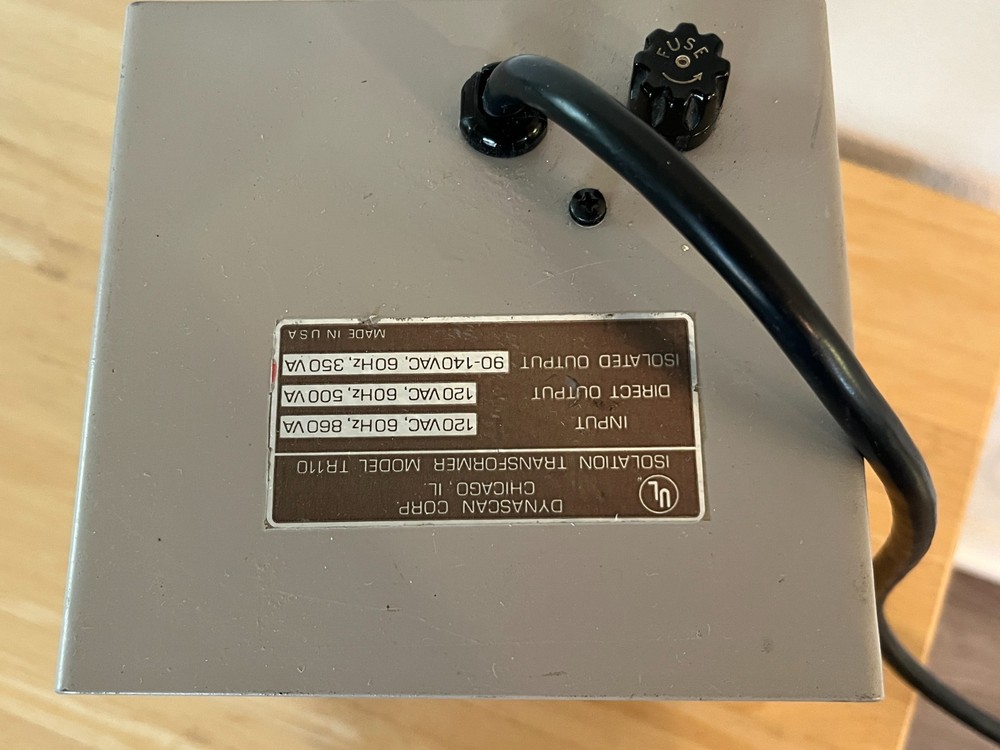 FUSE
UL
DYNASCAN CORP.
CHICAGO, IL.
ISOLATION TRANSFORMER MODEL TR110
INPUT 120VAC, 60Hz, 860VA
DIRECT OUTPUT 120VAC, 60Hz, 500VA
ISOLATED OUTPUT 90-140VAC, 60Hz, 350VA
MADE IN USA